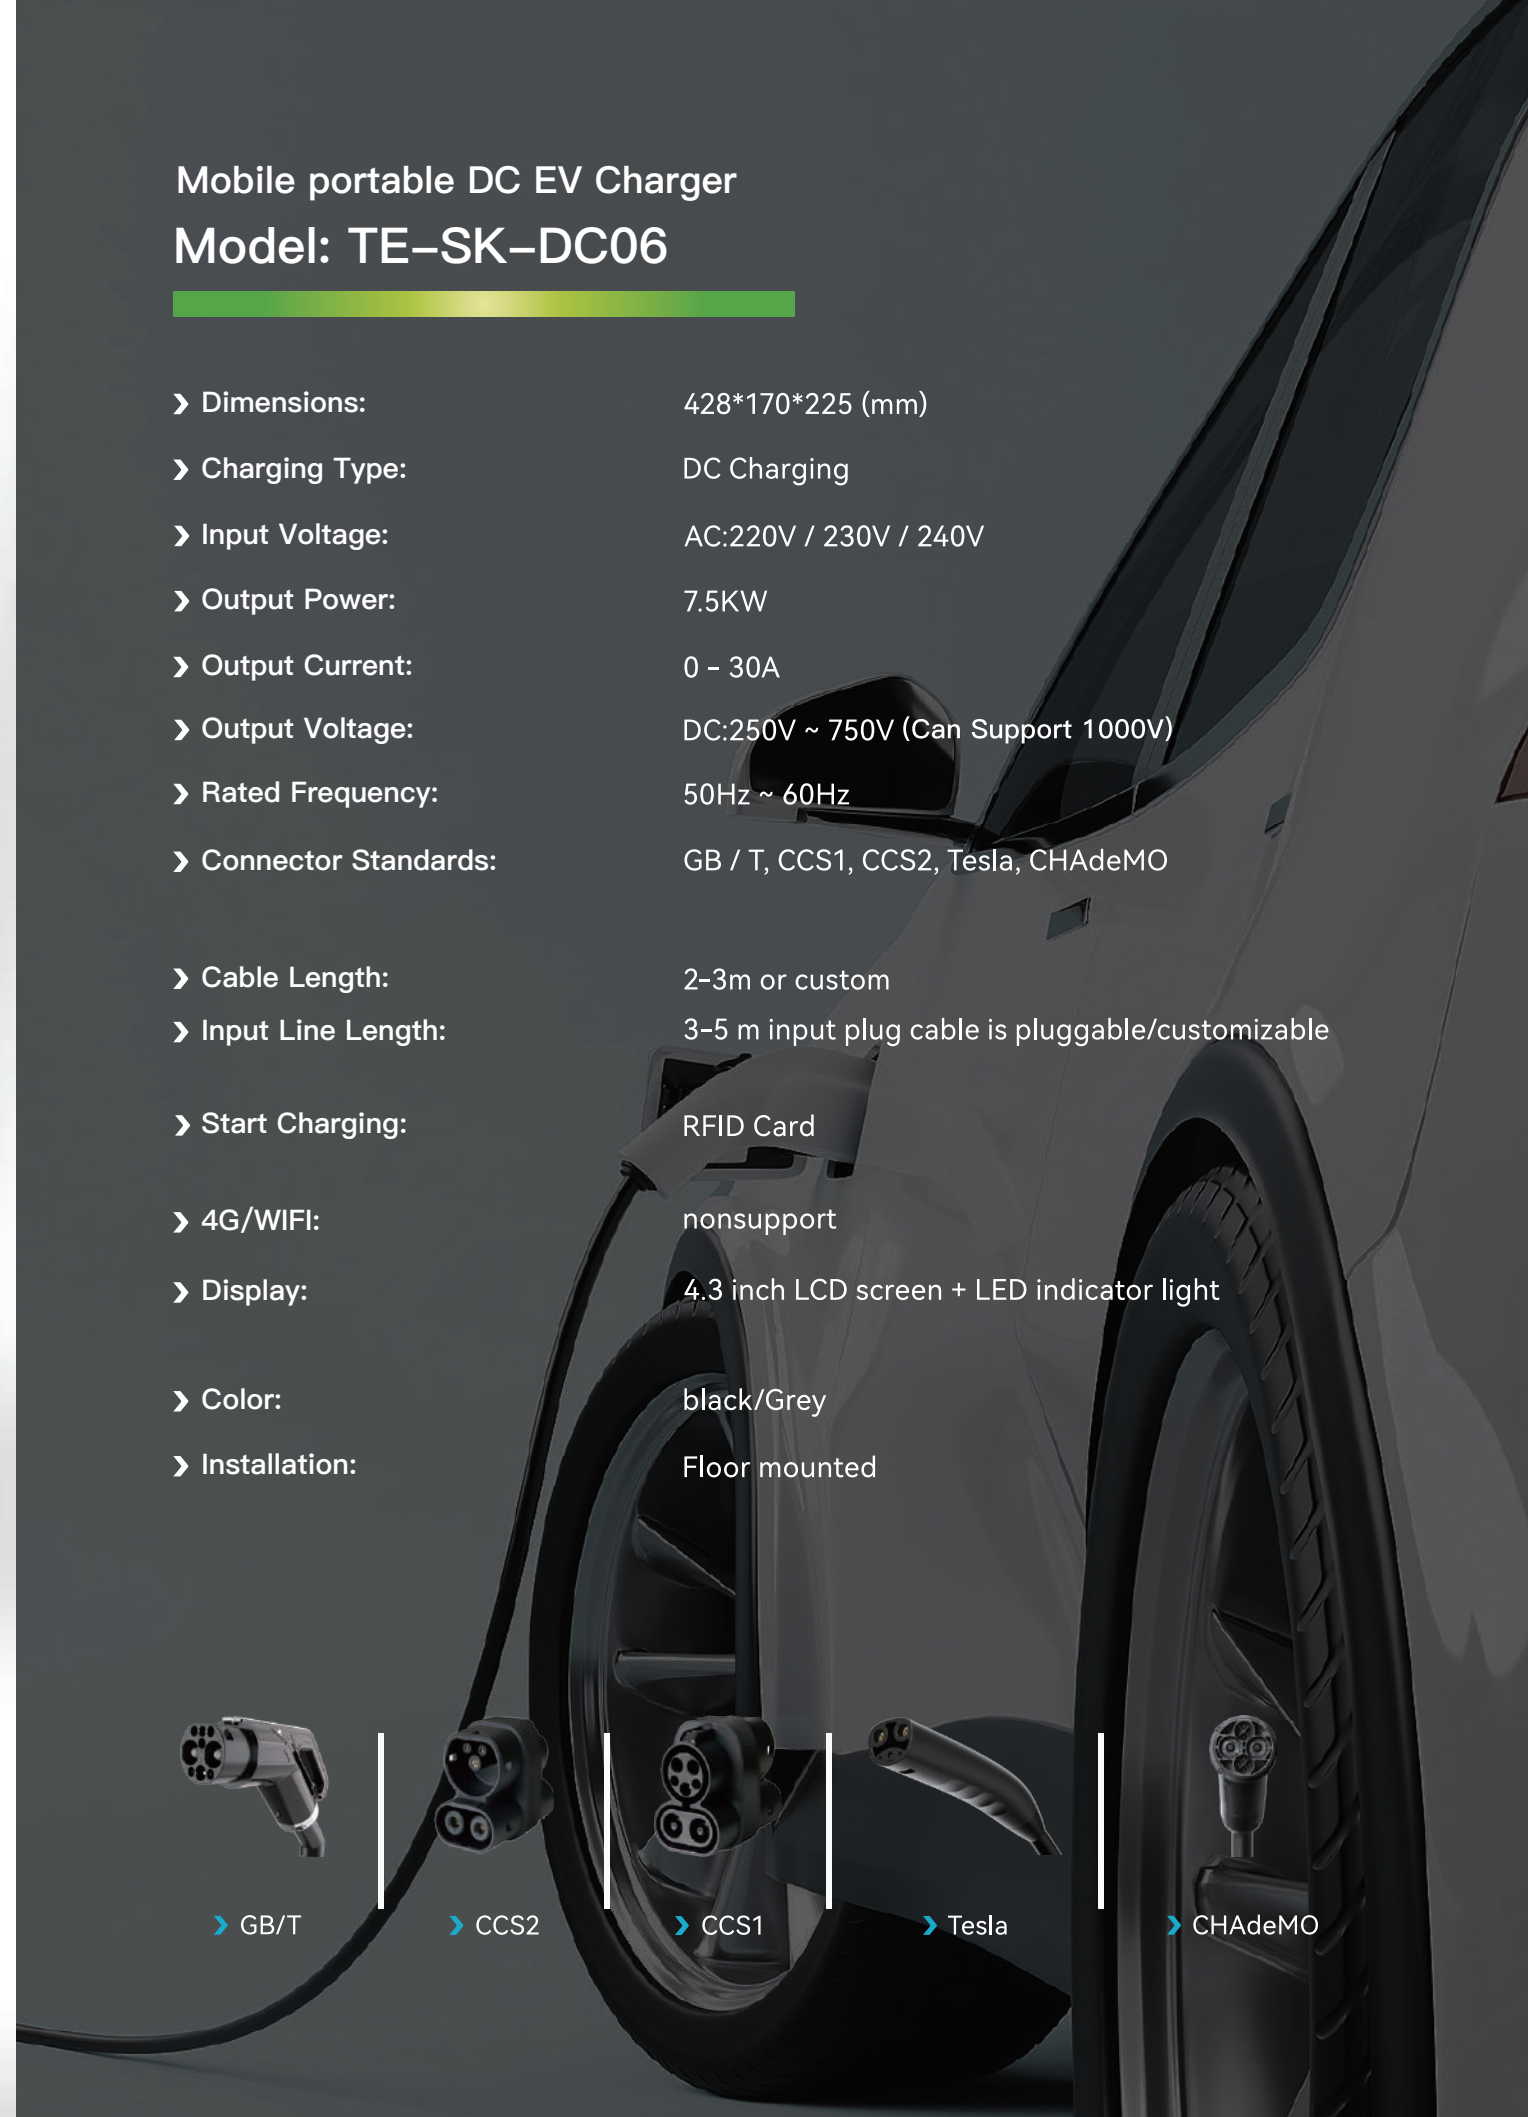 Mobile portable DC EV Charger
Model: TE-SK-DC06
Dimensions: 428*170*225 (mm)
Charging Type: DC Charging
Input Voltage: AC:220V / 230V / 240V
Output Power: 7.5KW
Output Current: 0 - 30A
Output Voltage: DC:250V ~ 750V (Can Support 1000V)
Rated Frequency: 50Hz ~ 60Hz
Connector Standards: GB / T, CCS1, CCS2, Tesla, CHAdeMO
Cable Length: 2-3m or custom
Input Line Length: 3-5 m input plug cable is pluggable/customizable
Start Charging: RFID Card
4G/WIFI: nonsupport
Display: 4.3 inch LCD screen + LED indicator light
Color: black/Grey
Installation: Floor mounted
GB/T CCS2 CCS1 Tesla CHAdeMO